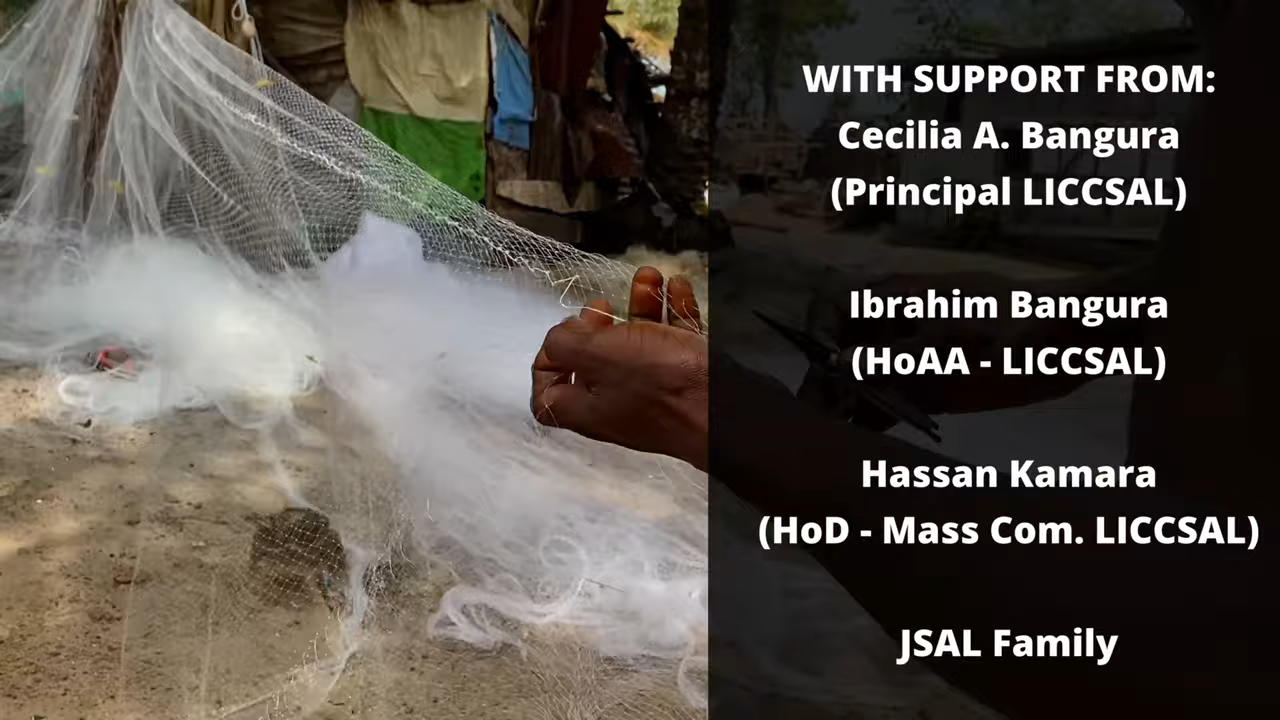 WITH SUPPORT FROM:
Cecilia A. Bangura
(Principal LICCSAL)
Ibrahim Bangura
(HoAA - LICCSAL)
Hassan Kamara
(HoD - Mass Com. LICCSAL)
JSAL Family